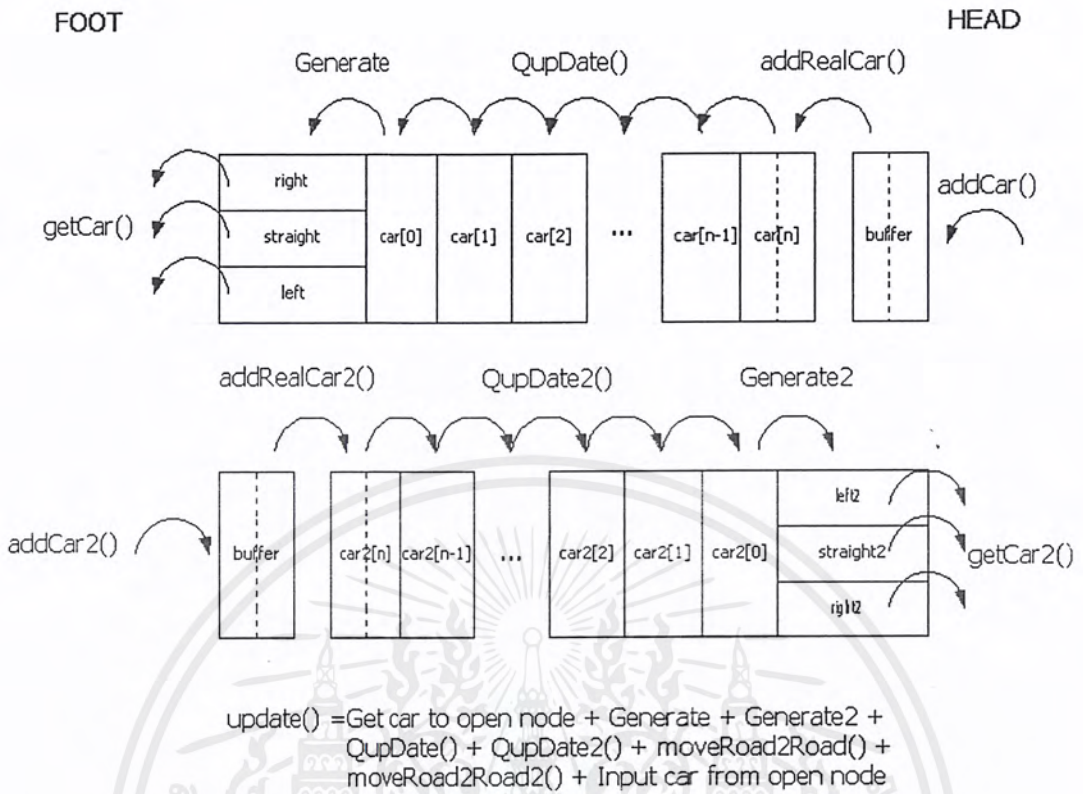 FOOT
HEAD
Generate
QupDate()
addRealCar()
right
straight
left
car[0]
car[1]
car[2]
...
car[n-1]
car[n]
buffer
addCar()
getCar()
addRealCar2()
QupDate2()
Generate2
addCar2()
buffer
car2[n]
car2[n-1]
...
car2[2]
car2[1]
car2[0]
left2
straight2
right2
getCar2()
update() =Get car to open node + Generate + Generate2 +
QupDate() + QupDate2() + moveRoad2Road() +
moveRoad2Road2() + Input car from open node